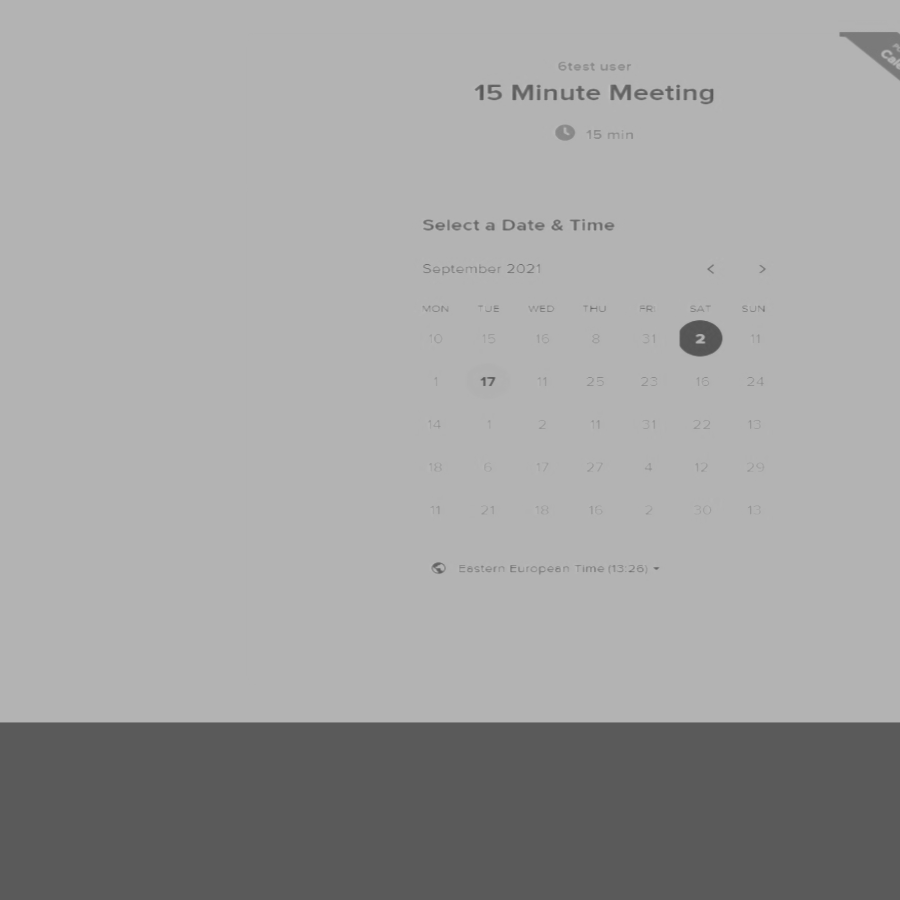 6test user
15 Minute Meeting
15 min
Select a Date & Time
September 2021
MON TUE WED THU FRI SAT SUN
10 15 16 8 31 2 11
1 17 11 25 23 16 24
14 1 2 11 31 22 13
18 6 17 27 4 12 29
11 21 18 16 2 30 13
Eastern European Time (13:26)